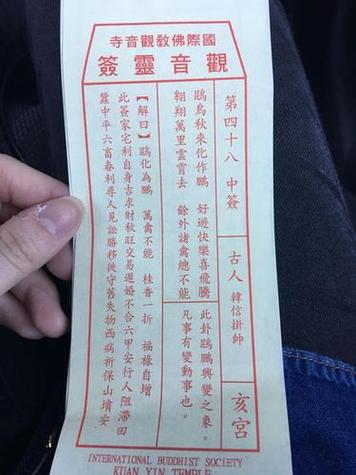 國際佛教觀音寺
觀音靈簽
第四十八 中簽
古人 韓信掛帥
亥宮
鵾鳥秋來化作鵬 好遊快樂喜飛騰
翱翔萬里雲霄去 餘外諸禽總不能
此卦鵾鵬興變之象。
凡事有變動事也。
【解曰】鵾化為鵬 萬禽不能 桂香一折 福祿自增
此簽家宅利自身吉求財秋旺交易遲婚不合六甲安行人阻滯田
蠶中平六畜春利尋人見訟勝移徙守舊失物西病祈保山墳安
INTERNATIONAL BUDDHIST SOCIETY
KUAN YIN TEMPLE